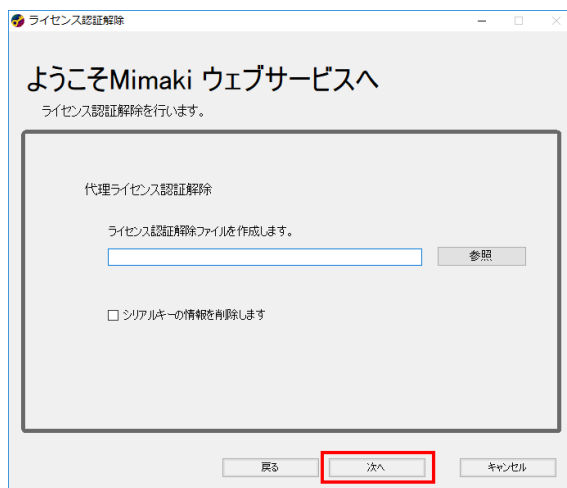 ライセンス認証解除
ようこそMimaki ウェブサービスへ
ライセンス認証解除を行います。
代理ライセンス認証解除
ライセンス認証解除ファイルを作成します。
参照
シリアルキーの情報を削除します
戻る 次へ キャンセル